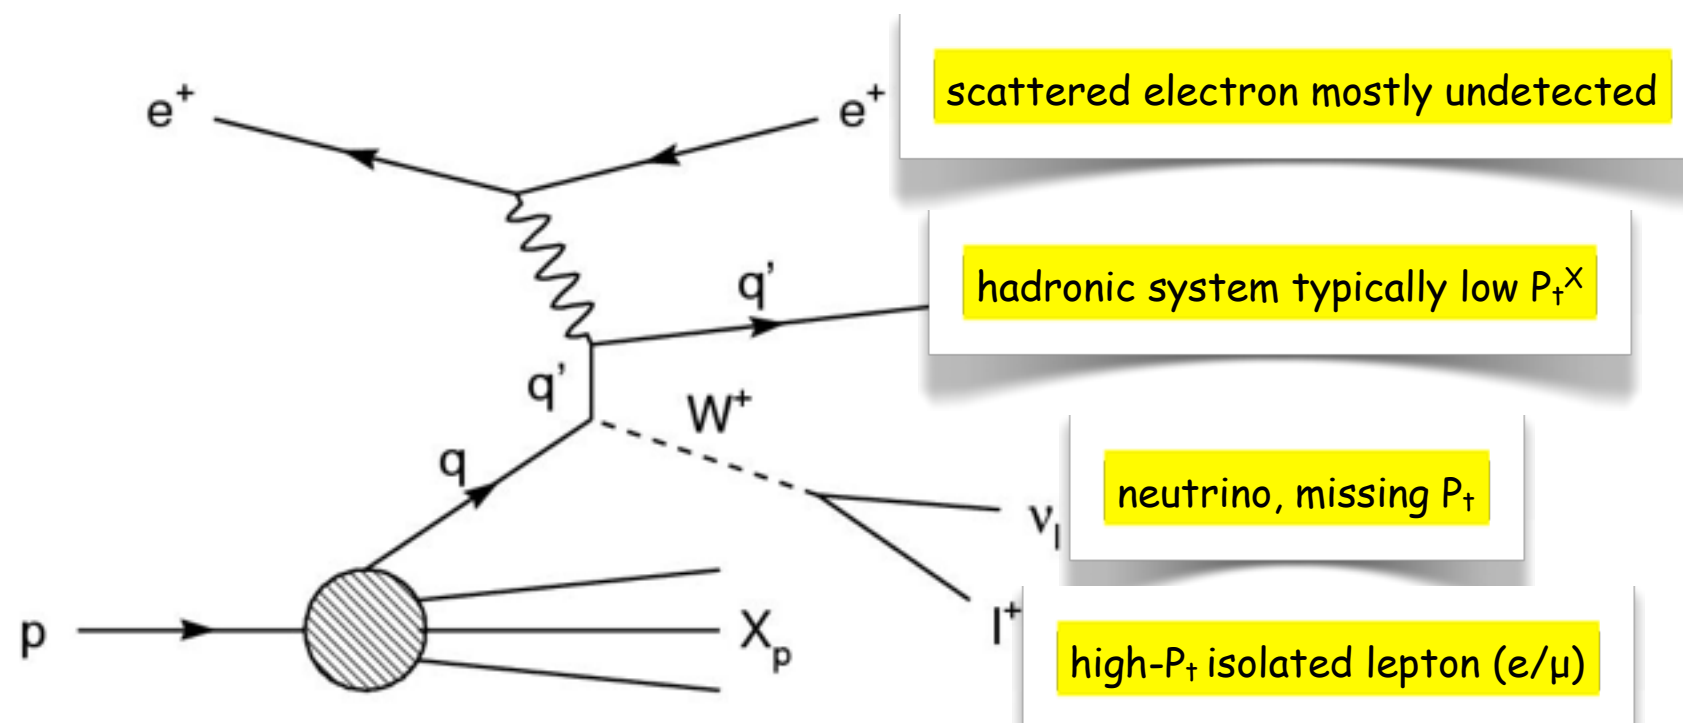 e⁺
e⁺
scattered electron mostly undetected
q’
hadronic system typically low Pₜˣ
q’
W⁺
q
neutrino, missing Pₜ
νₗ
p
Xₚ
l⁺
high-Pₜ isolated lepton (e/μ)